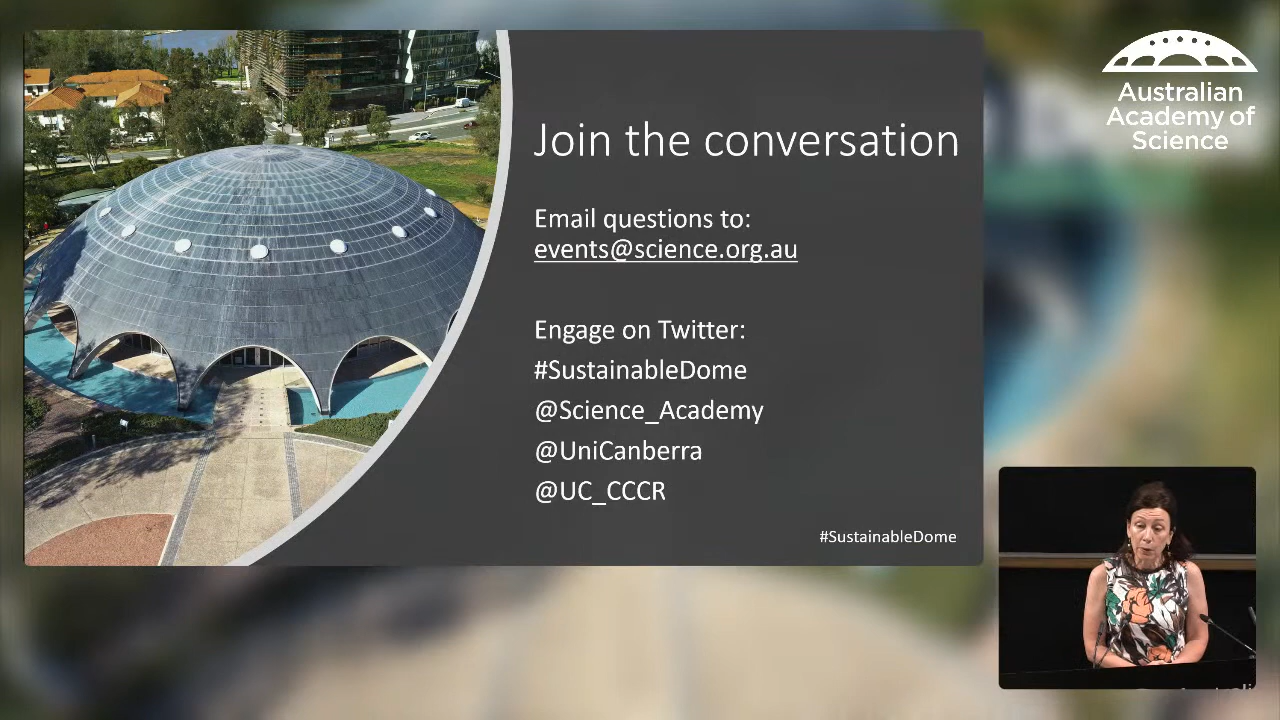 Join the conversation
Email questions to:
events@science.org.au
Engage on Twitter:
#SustainableDome
@Science_Academy
@UniCanberra
@UC_CCCR
#SustainableDome
Australian
Academy of
Science